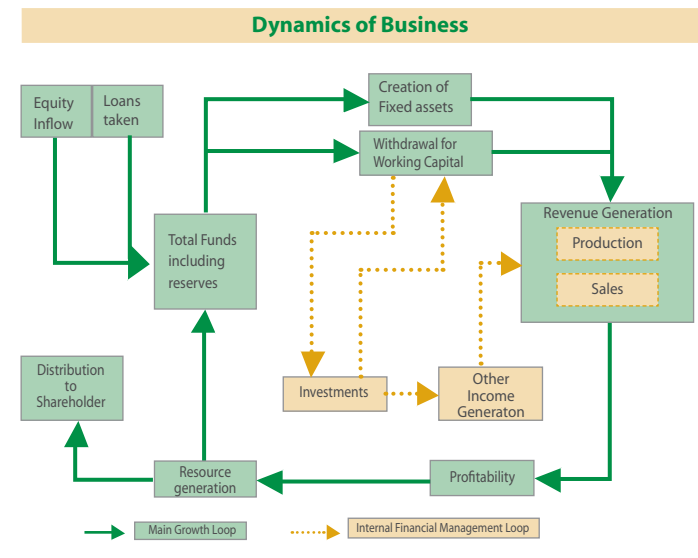 Dynamics of Business
Equity
Inflow
Loans
taken
Creation of
Fixed assets
Withdrawal for
Working Capital
Total Funds
including
reserves
Revenue Generation
Production
Sales
Distribution
to
Shareholder
Investments
Other
Income
Generaton
Resource
generation
Profitability
Main Growth Loop
Internal Financial Management Loop